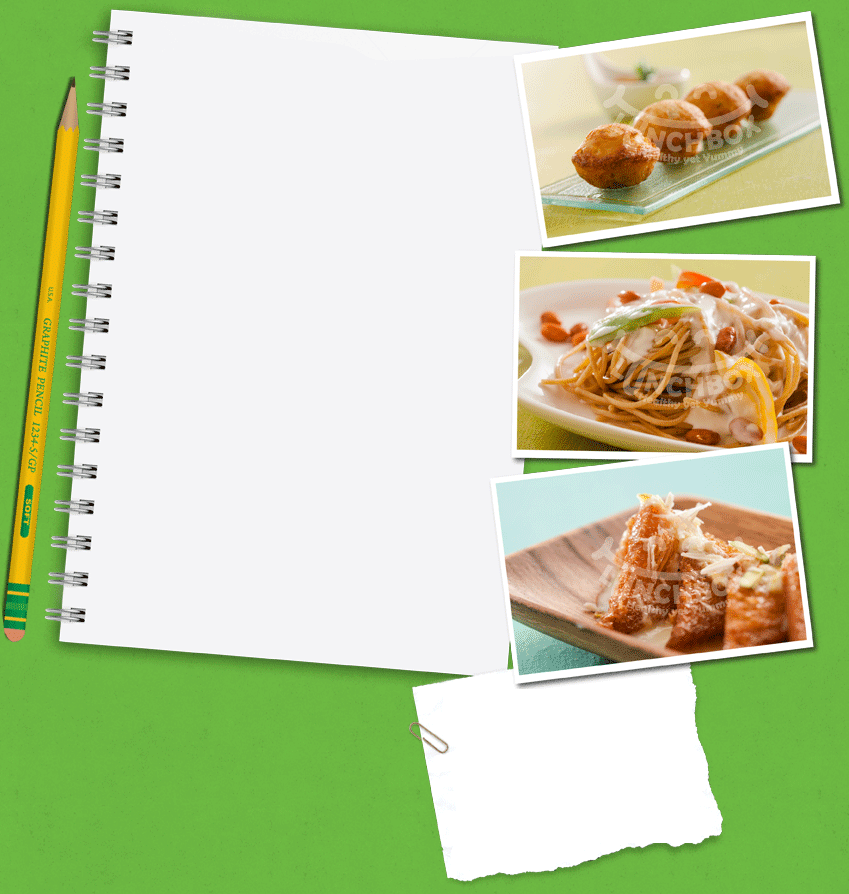 USA
GRAPHITE PENCIL 1234-S/GP
SOFT
LUNCHBOX
Healthy yet Yummy
LUNCHBOX
Healthy yet Yummy
LUNCHBOX
Healthy yet Yummy